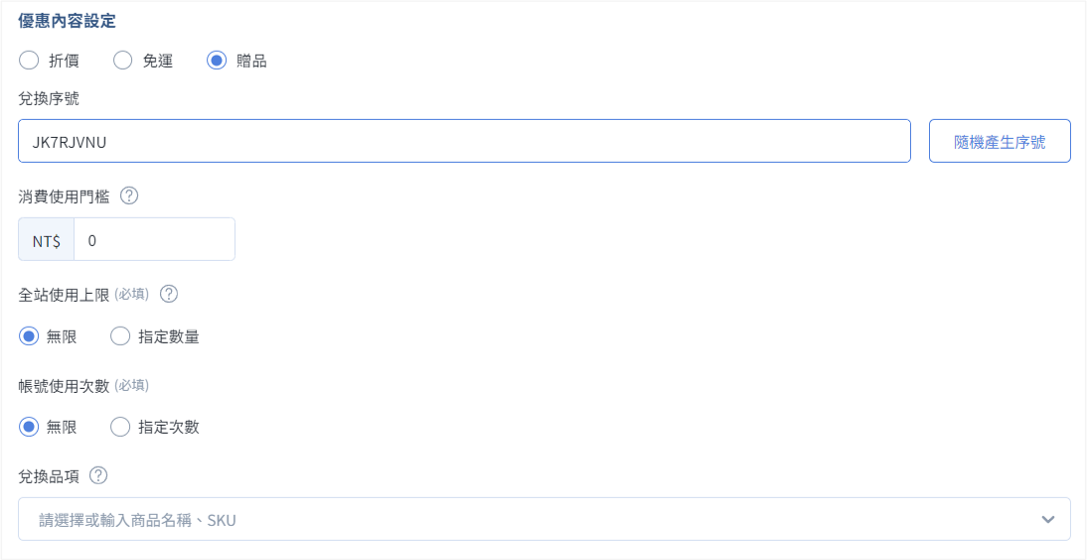 優惠內容設定
折價 免運 贈品
兌換序號
JK7RJVNU 隨機產生序號
消費使用門檻 ?
NT$ 0
全站使用上限 (必填) ?
無限 指定數量
帳號使用次數 (必填)
無限 指定次數
兌換品項 ?
請選擇或輸入商品名稱、SKU